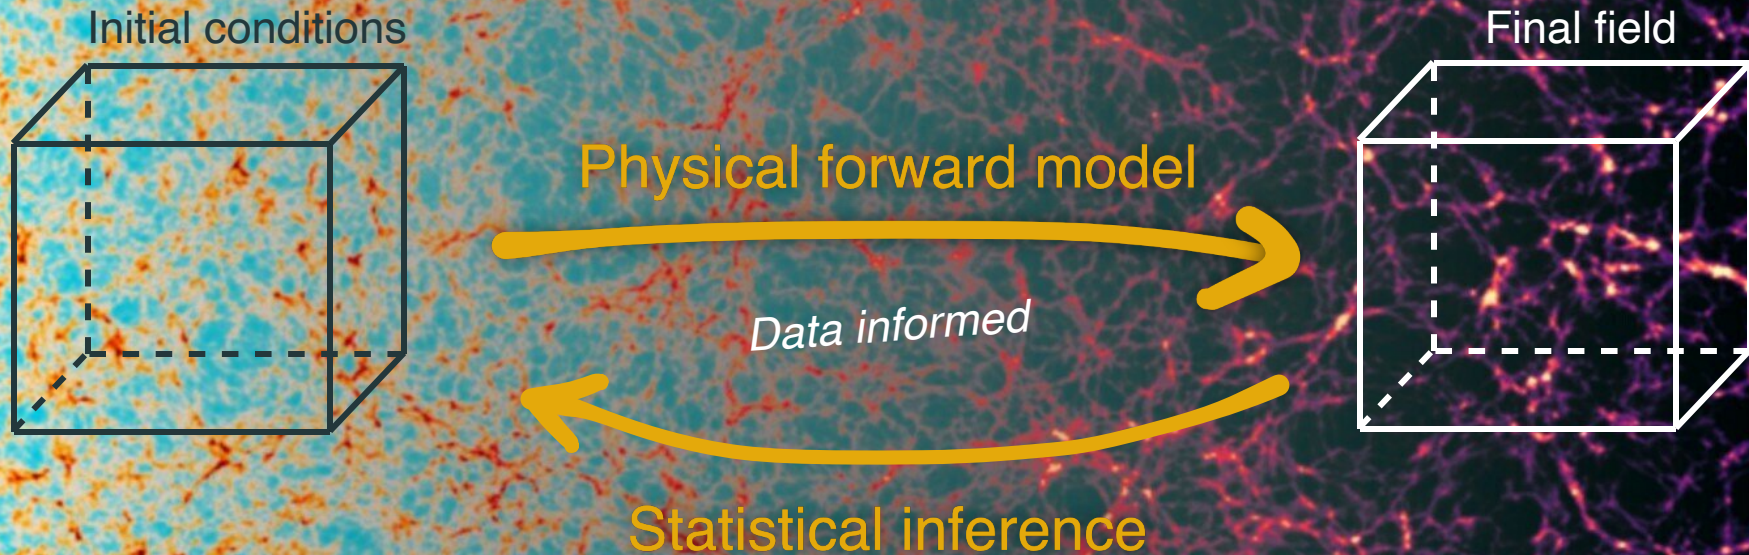 Initial conditions
Final field
Physical forward model
Data informed
Statistical inference